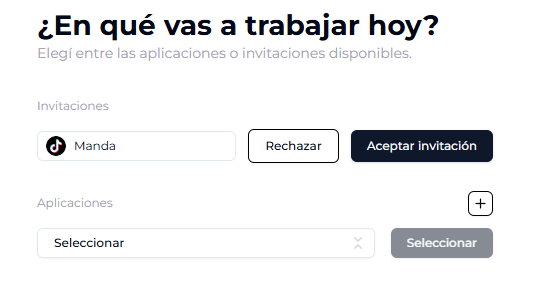 ¿En qué vas a trabajar hoy?
Elegí entre las aplicaciones o invitaciones disponibles.
Invitaciones
Manda Rechazar Aceptar invitación
Aplicaciones
Seleccionar Seleccionar